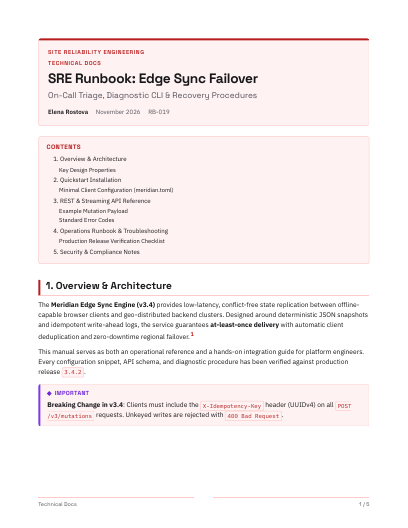 SITE RELIABILITY ENGINEERING
TECHNICAL DOCS
SRE Runbook: Edge Sync Failover
On-Call Triage, Diagnostic CLI & Recovery Procedures
Elena Rostova November 2026 RB-019
CONTENTS
1. Overview & Architecture
Key Design Properties
2. Quickstart Installation
Minimal Client Configuration (meridian.toml)
3. REST & Streaming API Reference
Example Mutation Payload
Standard Error Codes
4. Operations Runbook & Troubleshooting
Production Release Verification Checklist
5. Security & Compliance Notes
1. Overview & Architecture
The Meridian Edge Sync Engine (v3.4) provides low-latency, conflict-free state replication between offline-
capable browser clients and geo-distributed backend clusters. Designed around deterministic JSON snapshots
and idempotent write-ahead logs, the service guarantees at-least-once delivery with automatic client
deduplication and zero-downtime regional failover.1
This manual serves as both an operational reference and a hands-on integration guide for platform engineers.
Every configuration snippet, API schema, and diagnostic procedure has been verified against production
release 3.4.2.
◆ IMPORTANT
Breaking Change in v3.4: Clients must include the X-Idempotency-Key header (UUIDv4) on all POST
/v3/mutations requests. Unkeyed writes are rejected with 400 Bad Request.
Technical Docs 1 / 5